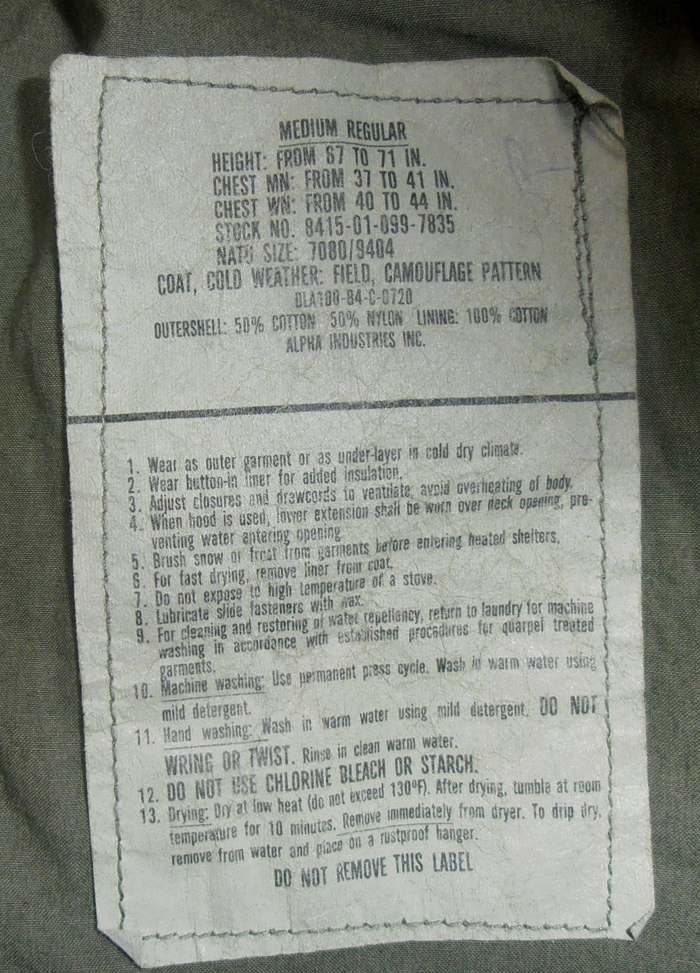 MEDIUM REGULAR
HEIGHT: FROM 67 TO 71 IN.
CHEST MN: FROM 37 TO 41 IN.
CHEST WN: FROM 40 TO 44 IN.
STOCK NO. 8415-01-099-7835
NATO SIZE: 7080/9404
COAT, COLD WEATHER: FIELD, CAMOUFLAGE PATTERN
DLA100-84-C-0720
OUTERSHELL: 50% COTTON 50% NYLON LINING: 100% COTTON
ALPHA INDUSTRIES INC.
1. Wear as outer garment or as under-layer in cold dry climate.
2. Wear button-in liner for added insulation.
3. Adjust closures and drawcords to ventilate; avoid overheating of body.
4. When hood is used, lower extension shall be worn over neck opening, pre-
venting water entering opening.
5. Brush snow or frost from garments before entering heated shelters.
6. For fast drying, remove liner from coat.
7. Do not expose to high temperature of a stove.
8. Lubricate slide fasteners with wax.
9. For cleaning and restoring of water repellency, return to laundry for machine
washing in accordance with established procedures for quarpel treated
garments.
10. Machine washing: Use permanent press cycle. Wash in warm water using
mild detergent.
11. Hand washing: Wash in warm water using mild detergent. DO NOT
WRING OR TWIST. Rinse in clean warm water.
12. DO NOT USE CHLORINE BLEACH OR STARCH.
13. Drying: Dry at low heat (do not exceed 130°F). After drying, tumble at room
temperature for 10 minutes. Remove immediately from dryer. To drip dry,
remove from water and place on a rustproof hanger.
DO NOT REMOVE THIS LABEL